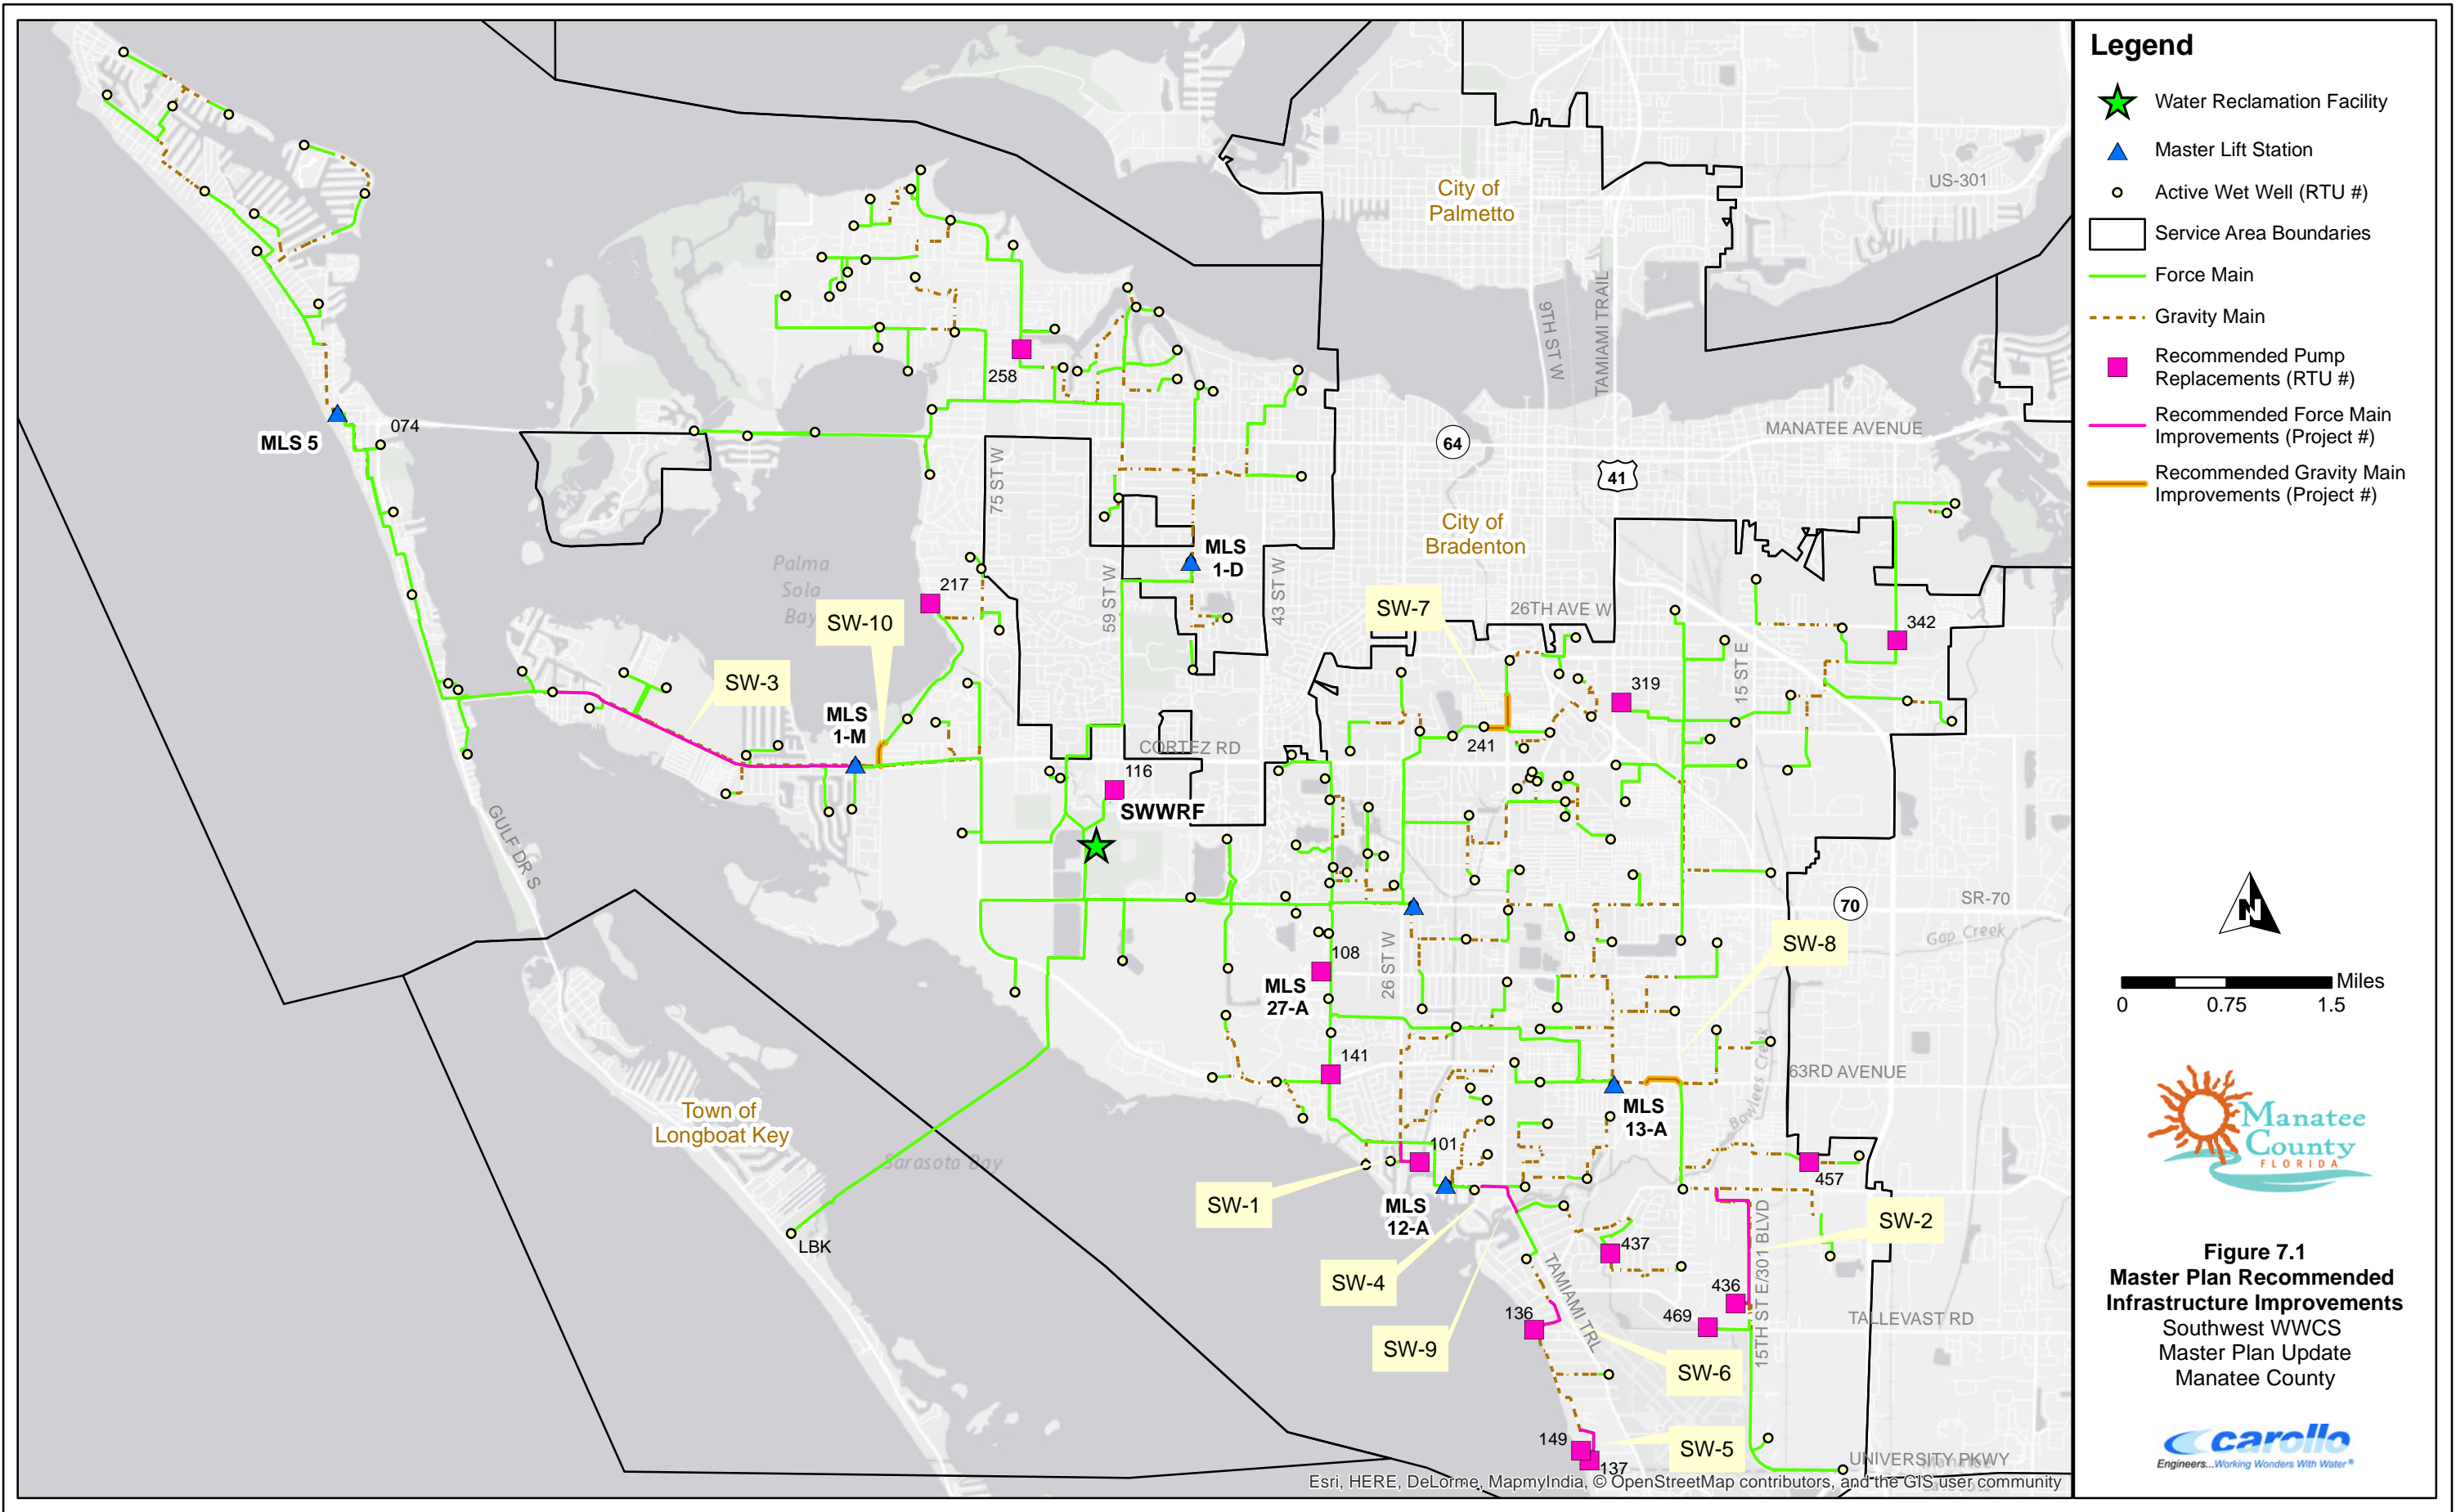 City of
Palmetto
US-301
9TH ST W
TAMIAMI TRAIL
258
MLS 5
074
64
MANATEE AVENUE
41
75 ST W
City of
Bradenton
MLS
1-D
Palma
Sola
Bay
217
59 ST W
43 ST W
SW-10
SW-7
26TH AVE W
342
SW-3
15 ST E
319
MLS
1-M
CORTEZ RD
241
116
SWWRF
GULF DR S
70
SR-70
Gap Creek
SW-8
108
26 ST W
MLS
27-A
141
63RD AVENUE
Bowlees Creek
Town of
Longboat Key
MLS
13-A
Sarasota Bay
101
457
SW-1
MLS
12-A
SW-2
LBK
437
SW-4
TAMIAMI TRL
15TH ST E/301 BLVD
436
136
469
TALLEVAST RD
SW-9
SW-6
149
SW-5
137
UNIVERSITY PKWY
Esri, HERE, DeLorme, MapmyIndia, © OpenStreetMap contributors, and the GIS user community
Legend
Water Reclamation Facility
Master Lift Station
Active Wet Well (RTU #)
Service Area Boundaries
Force Main
Gravity Main
Recommended Pump
Replacements (RTU #)
Recommended Force Main
Improvements (Project #)
Recommended Gravity Main
Improvements (Project #)
N
Miles
0 0.75 1.5
Manatee
County
FLORIDA
Figure 7.1
Master Plan Recommended
Infrastructure Improvements
Southwest WWCS
Master Plan Update
Manatee County
carollo
Engineers...Working Wonders With Water®